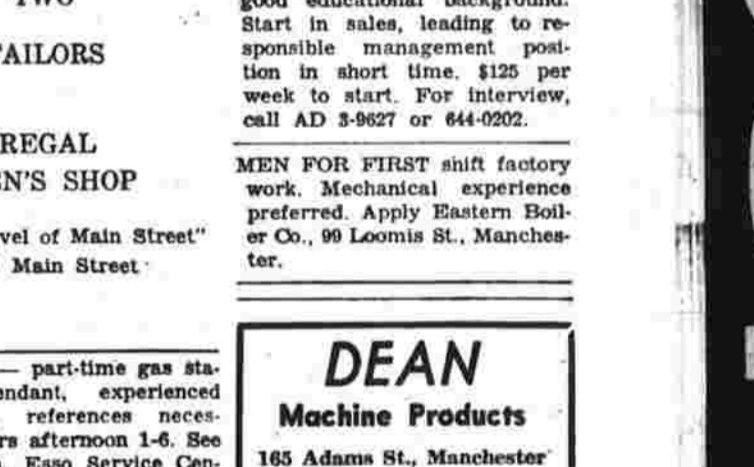 TWO
TAILORS
REGAL
EN'S SHOP
vel of Main Street"
Main Street
— part-time gas sta-
endant, experienced
references neces-
rs afternoon 1-6. See
Esso Service Cen-
good educational background.
Start in sales, leading to re-
sponsible management posi-
tion in short time. $125 per
week to start. For interview,
call AD 3-9627 or 644-0202.
MEN FOR FIRST shift factory
work. Mechanical experience
preferred. Apply Eastern Boil-
er Co., 99 Loomis St., Manches-
ter.
DEAN
Machine Products
165 Adams St., Manchester